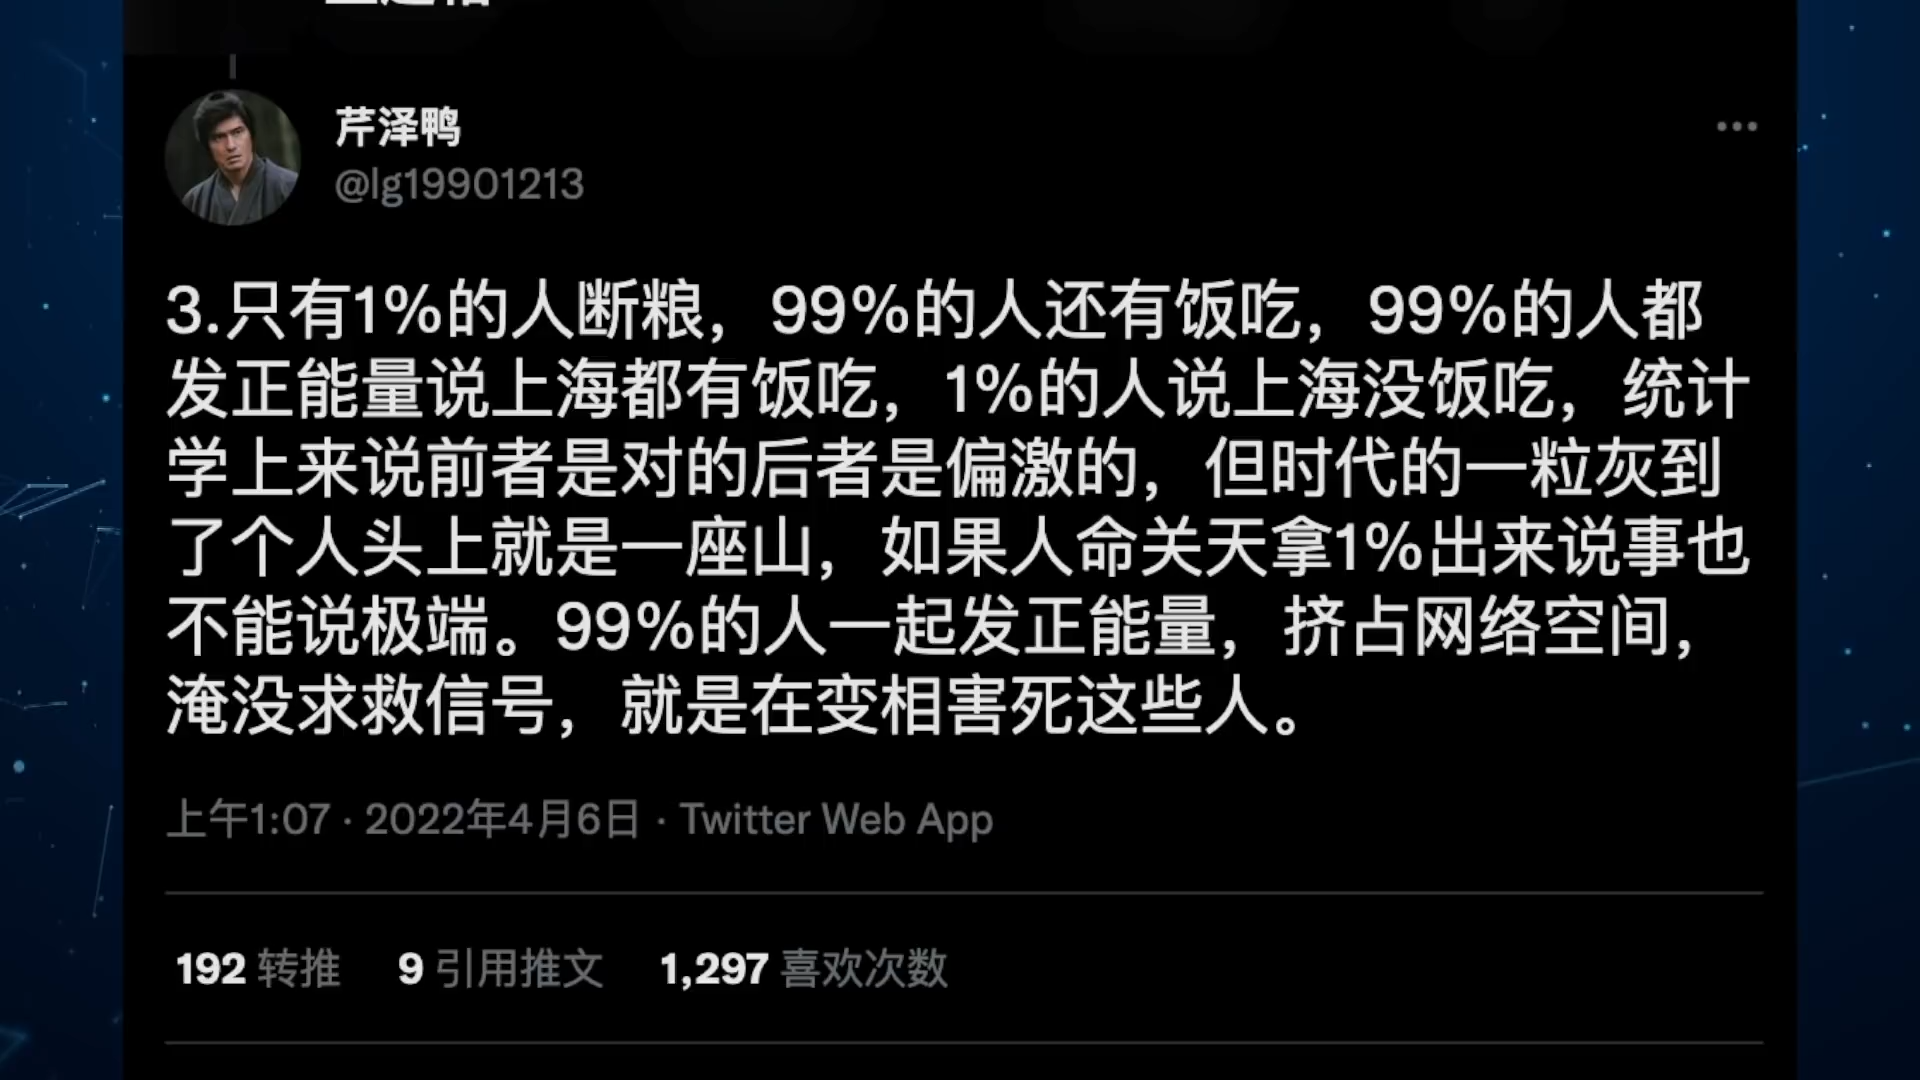 芹泽鸭
@lg19901213
3.只有1%的人断粮，99%的人还有饭吃，99%的人都
发正能量说上海都有饭吃，1%的人说上海没饭吃，统计
学上来说前者是对的后者是偏激的，但时代的一粒灰到
了个人头上就是一座山，如果人命关天拿1%出来说事也
不能说极端。99%的人一起发正能量，挤占网络空间，
淹没求救信号，就是在变相害死这些人。
上午1:07 · 2022年4月6日 · Twitter Web App
192 转推 9 引用推文 1,297 喜欢次数